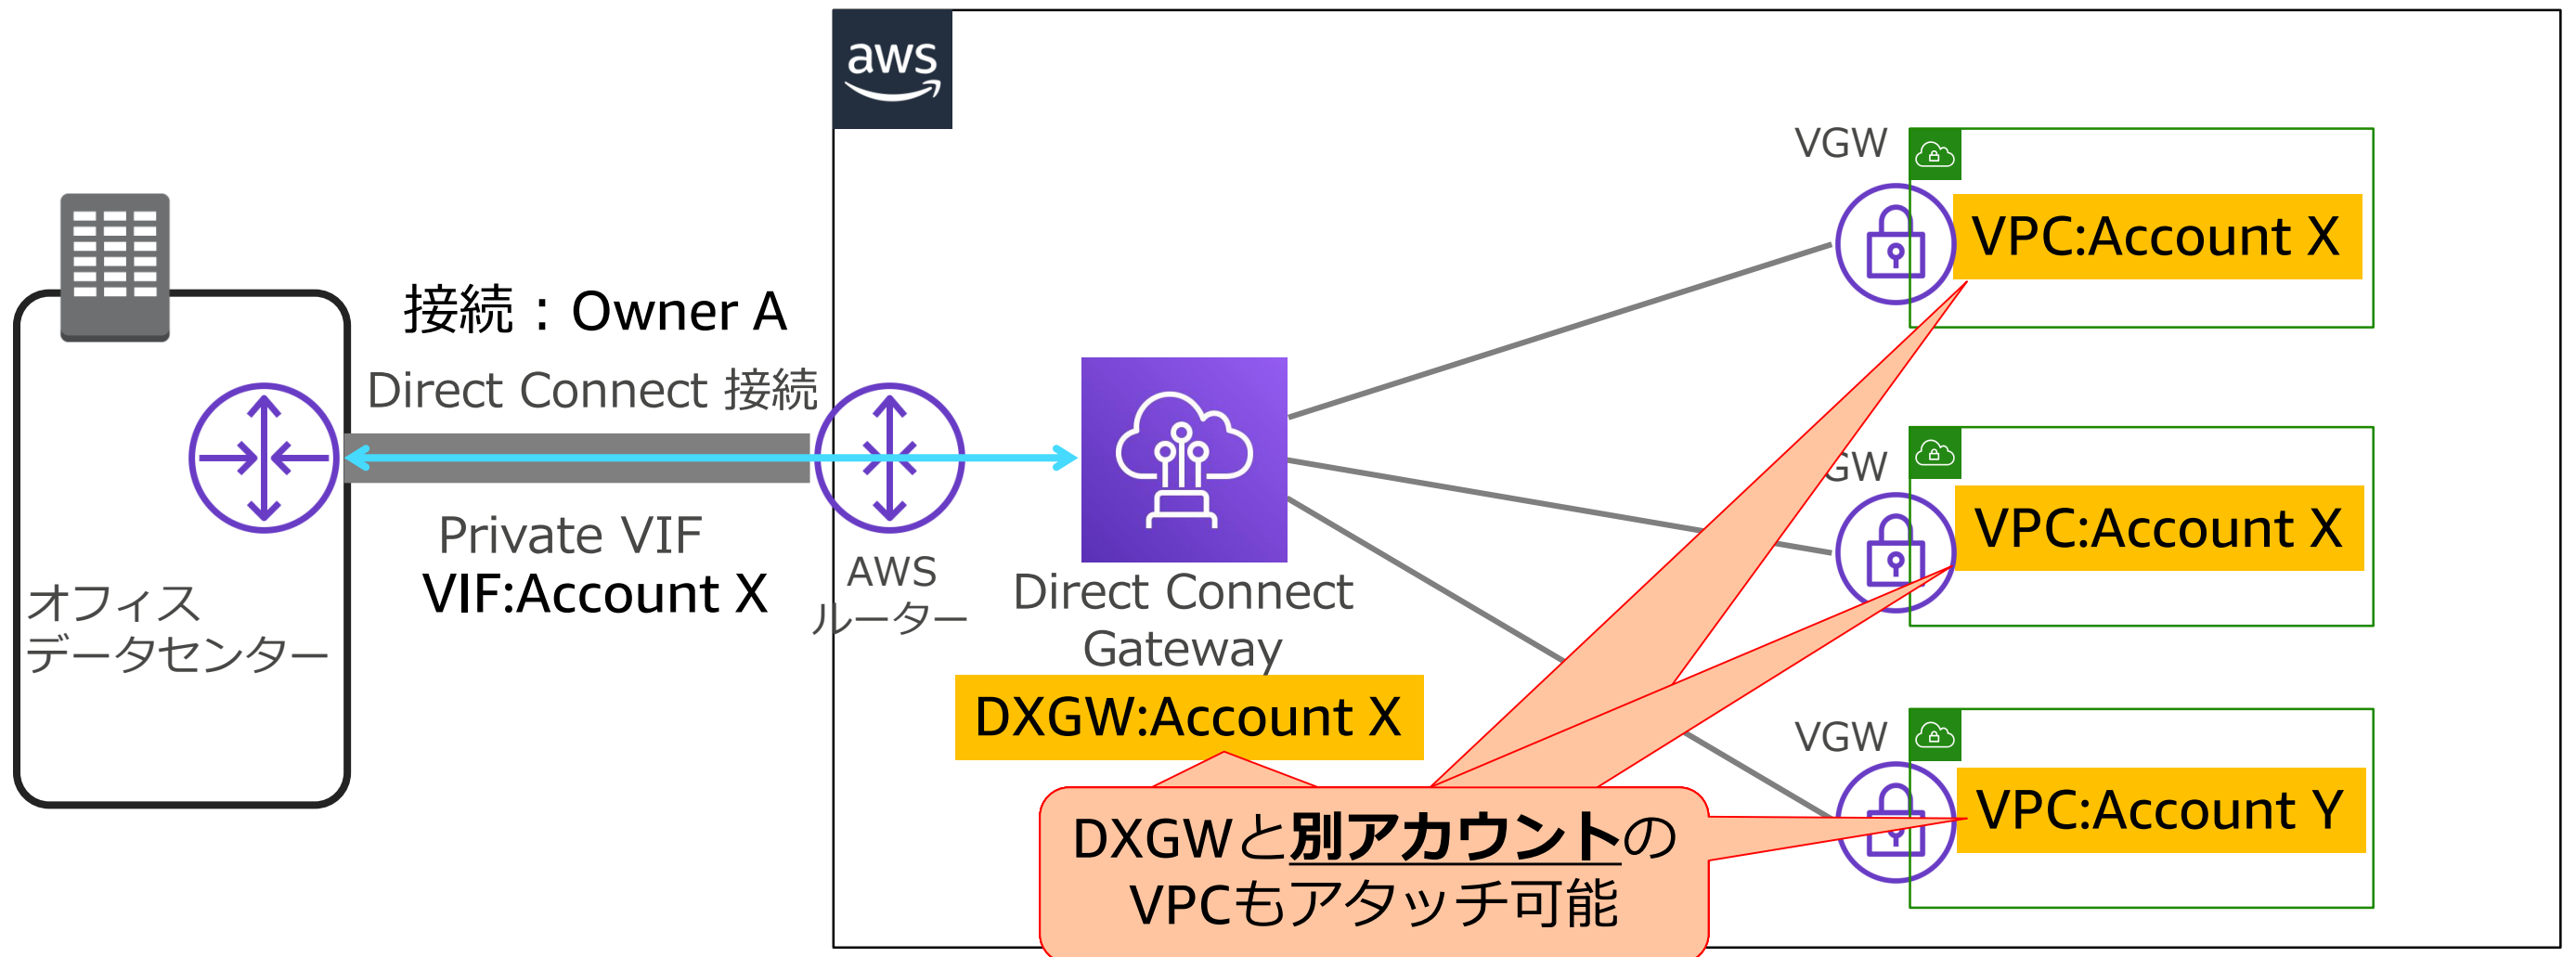 aws
接続：Owner A
Direct Connect 接続
Private VIF
VIF:Account X
オフィス
データセンター
AWS
ルーター
Direct Connect
Gateway
DXGW:Account X
DXGWと別アカウントの
VPCもアタッチ可能
VGW
VPC:Account X
GW
VPC:Account X
VGW
VPC:Account Y